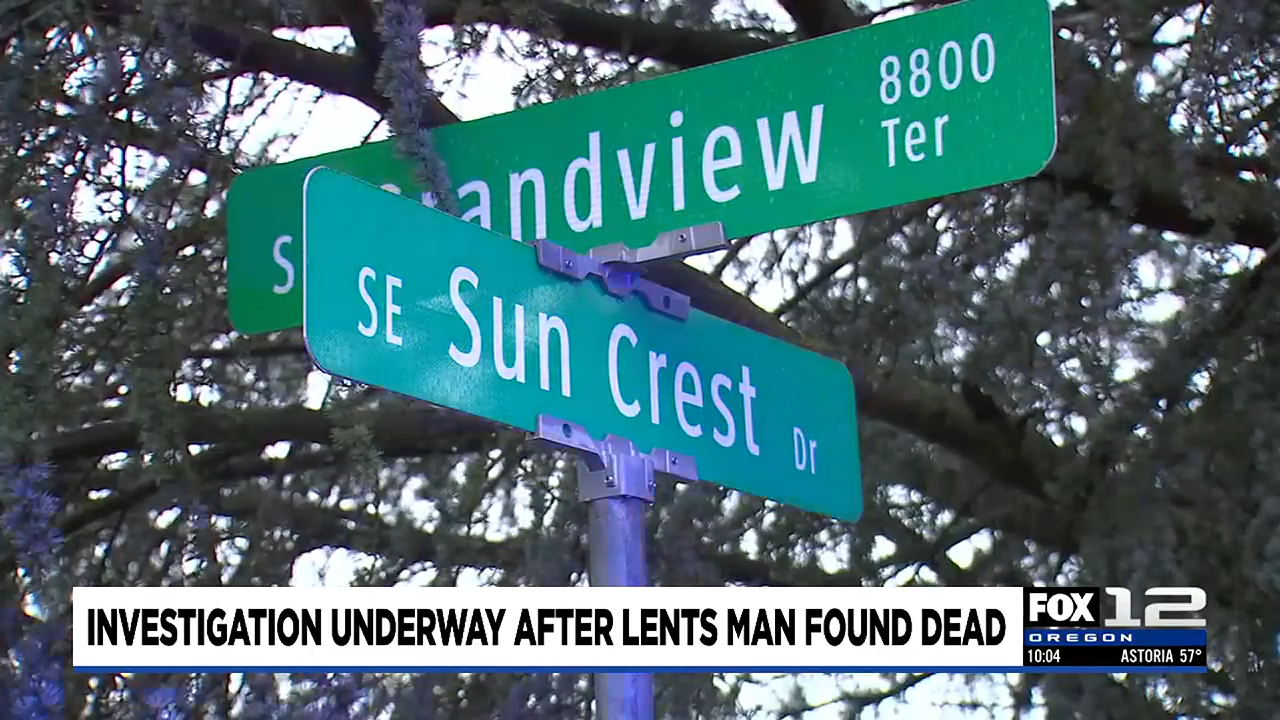 8800
Grandview Ter
S
SE Sun Crest Dr
INVESTIGATION UNDERWAY AFTER LENTS MAN FOUND DEAD
FOX 12
OREGON
10:04 ASTORIA 57°